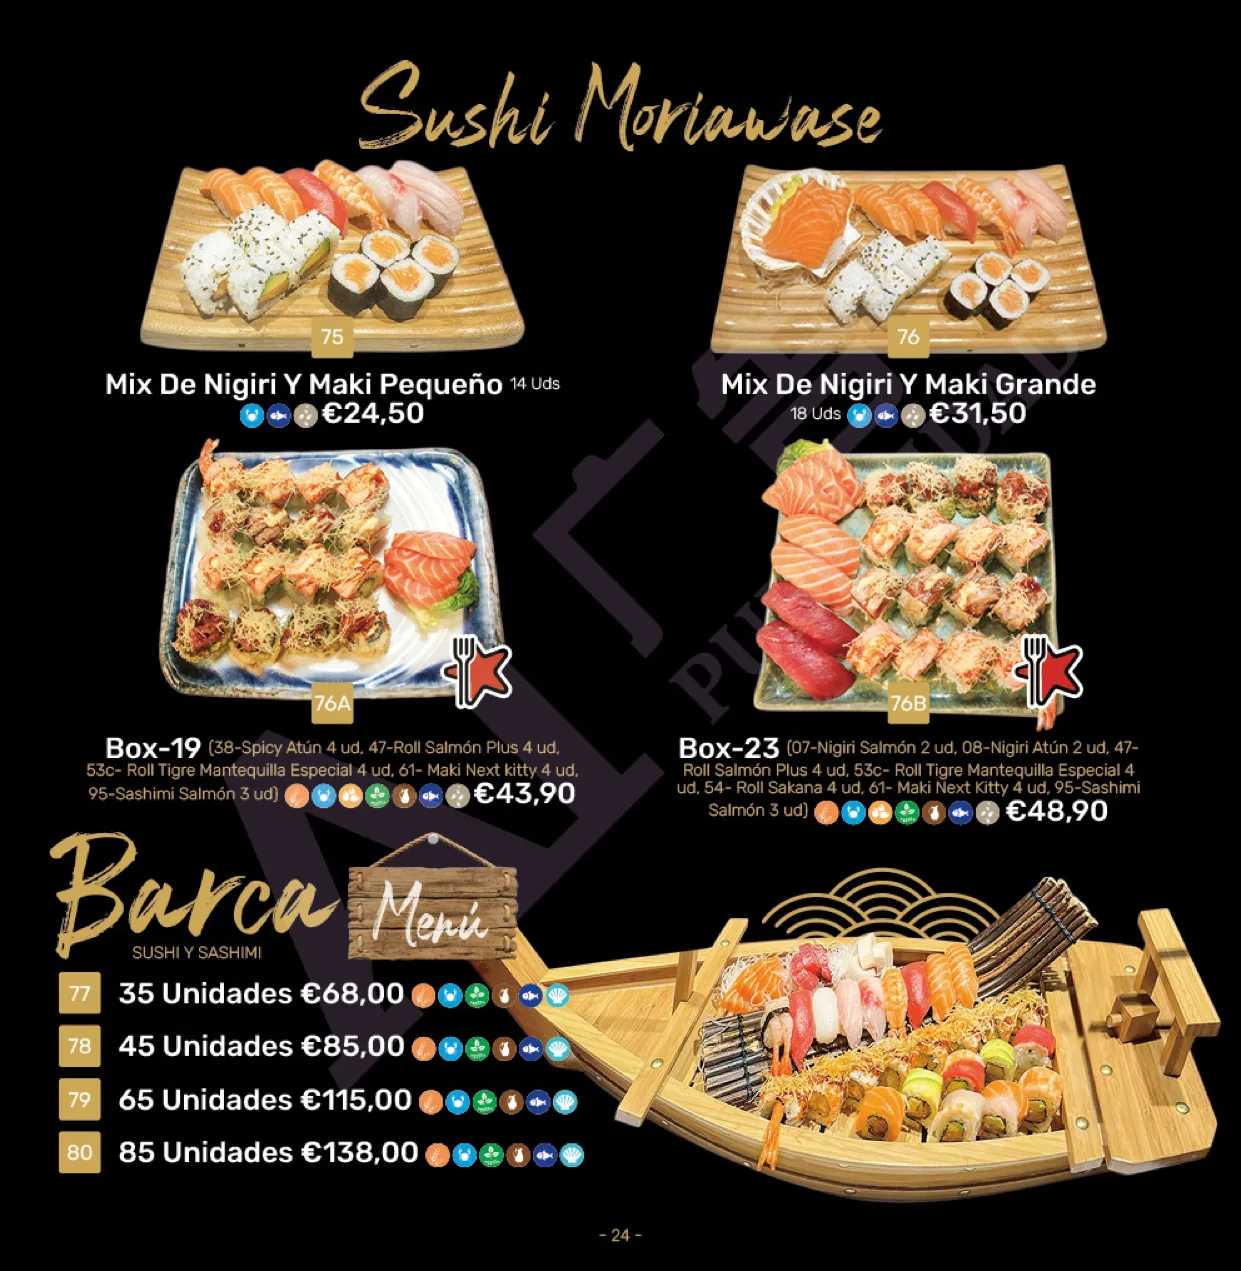 Sushi Moriawase
75
76
Mix De Nigiri Y Maki Pequeño 14 Uds
€24,50
Mix De Nigiri Y Maki Grande
18 Uds €31,50
76A
76B
Box-19 (38-Spicy Atún 4 ud, 47-Roll Salmón Plus 4 ud,
53c- Roll Tigre Mantequilla Especial 4 ud, 61- Maki Next kitty 4 ud,
95-Sashimi Salmón 3 ud) €43,90
Box-23 (07-Nigiri Salmón 2 ud, 08-Nigiri Atún 2 ud, 47-
Roll Salmón Plus 4 ud, 53c- Roll Tigre Mantequilla Especial 4
ud, 54- Roll Sakana 4 ud, 61- Maki Next Kitty 4 ud, 95-Sashimi
Salmón 3 ud) €48,90
Barca
SUSHI Y SASHIMI
Menú
77 35 Unidades €68,00
78 45 Unidades €85,00
79 65 Unidades €115,00
80 85 Unidades €138,00
- 24 -